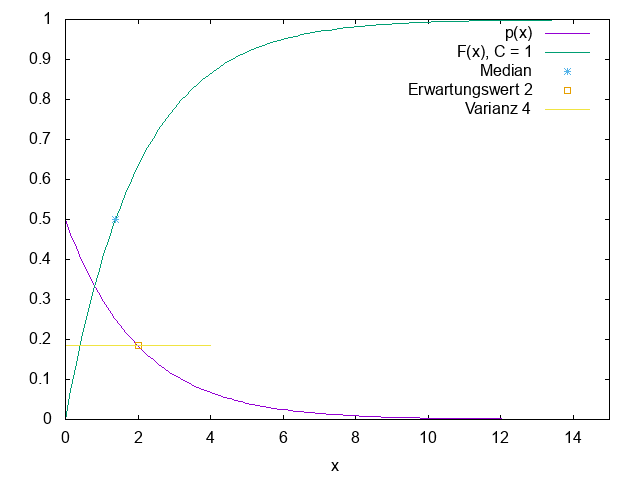 1
0.9
0.8
0.7
0.6
0.5
0.4
0.3
0.2
0.1
0
p(x)
F(x), C = 1
Median
Erwartungswert 2
Varianz 4
0 2 4 6 8 10 12 14
x